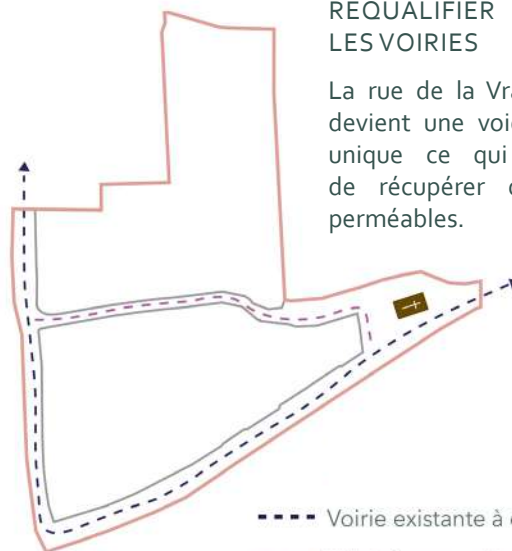 REQUALIFIER
LES VOIRIES
La rue de la
devient une
unique ce qui
de récupérer
perméables.
Voirie existante à